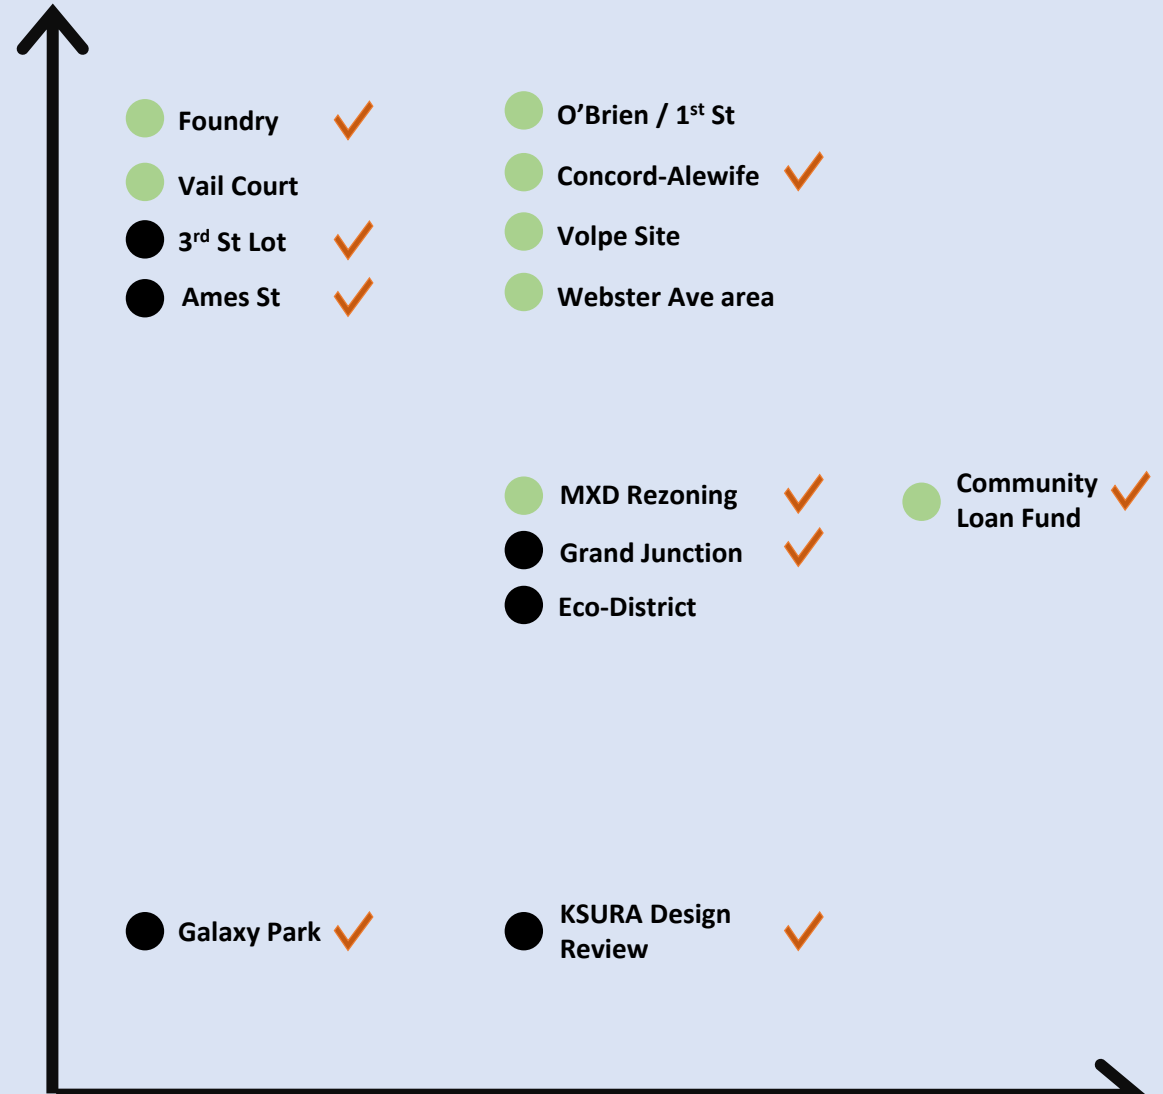 Foundry
Vail Court
3rd St Lot
Ames St
O’Brien / 1st St
Concord-Alewife
Volpe Site
Webster Ave area
MXD Rezoning
Grand Junction
Eco-District
Community
Loan Fund
Galaxy Park
KSURA Design
Review